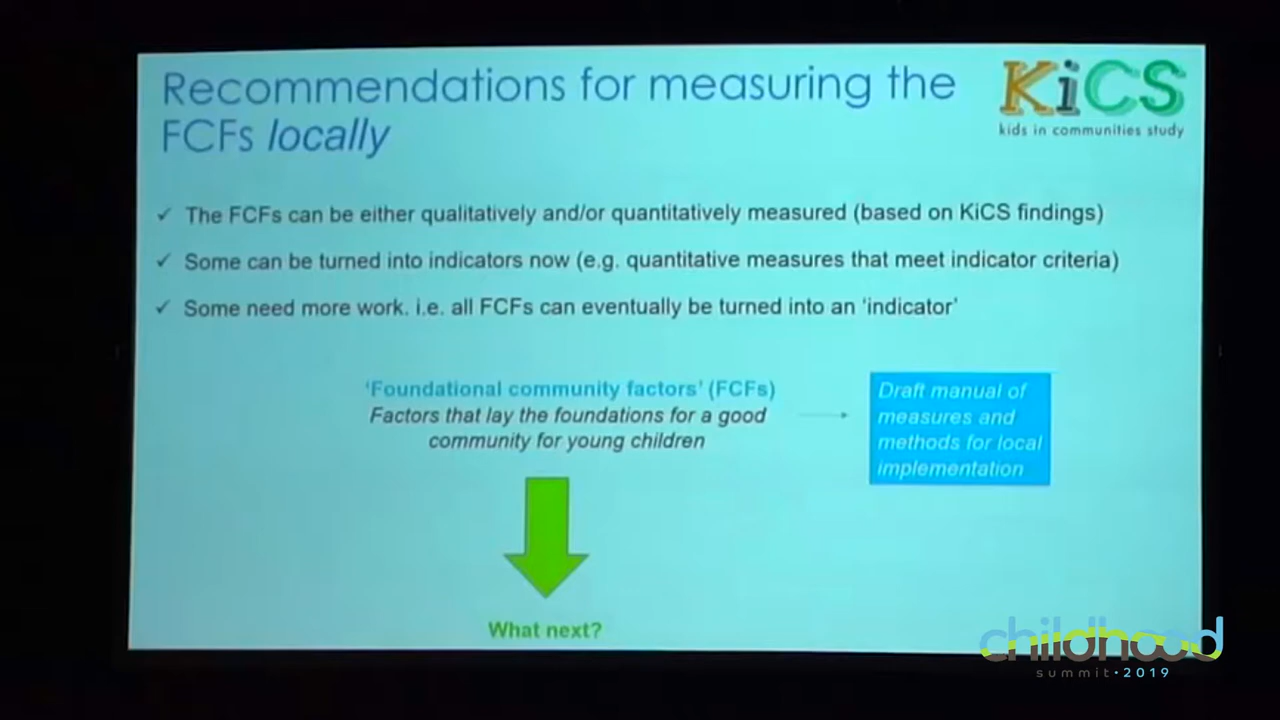 Recommendations for measuring the
FCFs locally
KiCS
kids in communities study
✓ The FCFs can be either qualitatively and/or quantitatively measured (based on KiCS findings)
✓ Some can be turned into indicators now (e.g. quantitative measures that meet indicator criteria)
✓ Some need more work. i.e. all FCFs can eventually be turned into an ‘indicator’
‘Foundational community factors’ (FCFs)
Factors that lay the foundations for a good
community for young children
Draft manual of
measures and
methods for local
implementation
What next?
childhood
summit • 2019